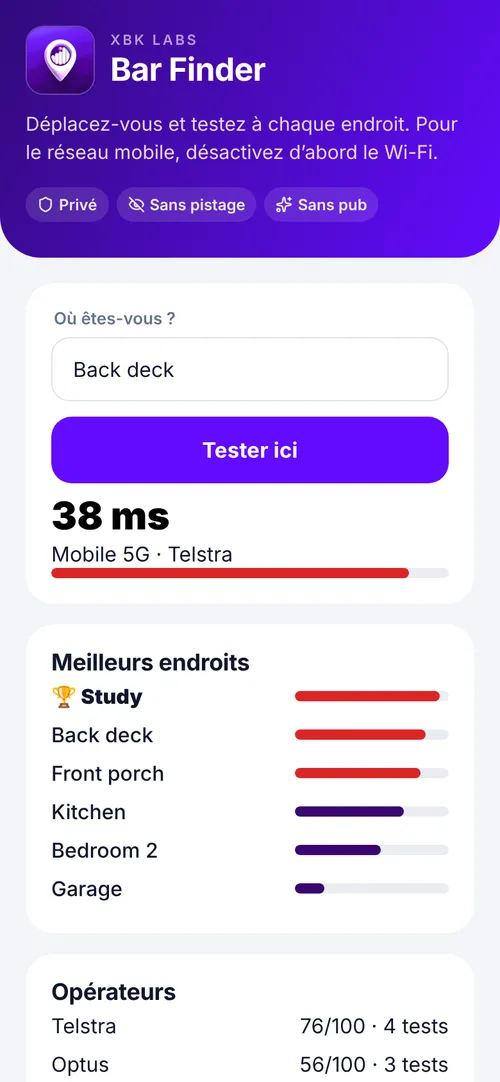 XBK LABS
Bar Finder
Déplacez-vous et testez à chaque endroit. Pour
le réseau mobile, désactivez d’abord le Wi-Fi.
Privé
Sans pistage
Sans pub
Où êtes-vous ?
Back deck
Tester ici
38 ms
Mobile 5G · Telstra
Meilleurs endroits
🏆 Study
Back deck
Front porch
Kitchen
Bedroom 2
Garage
Opérateurs
Telstra 76/100 · 4 tests
Optus 56/100 · 3 tests